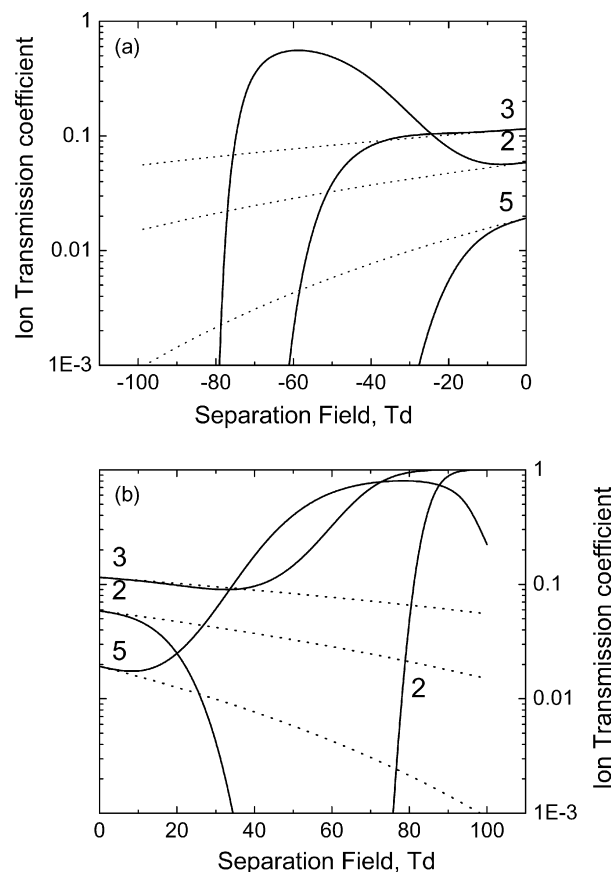 (a)
Ion Transmission coefficient
1
0.1
0.01
1E-3
3
2
5
-100 -80 -60 -40 -20 0
Separation Field, Td
(b)
3
2
5
2
1
0.1
0.01
1E-3
Ion Transmission coefficient
0 20 40 60 80 100
Separation Field, Td